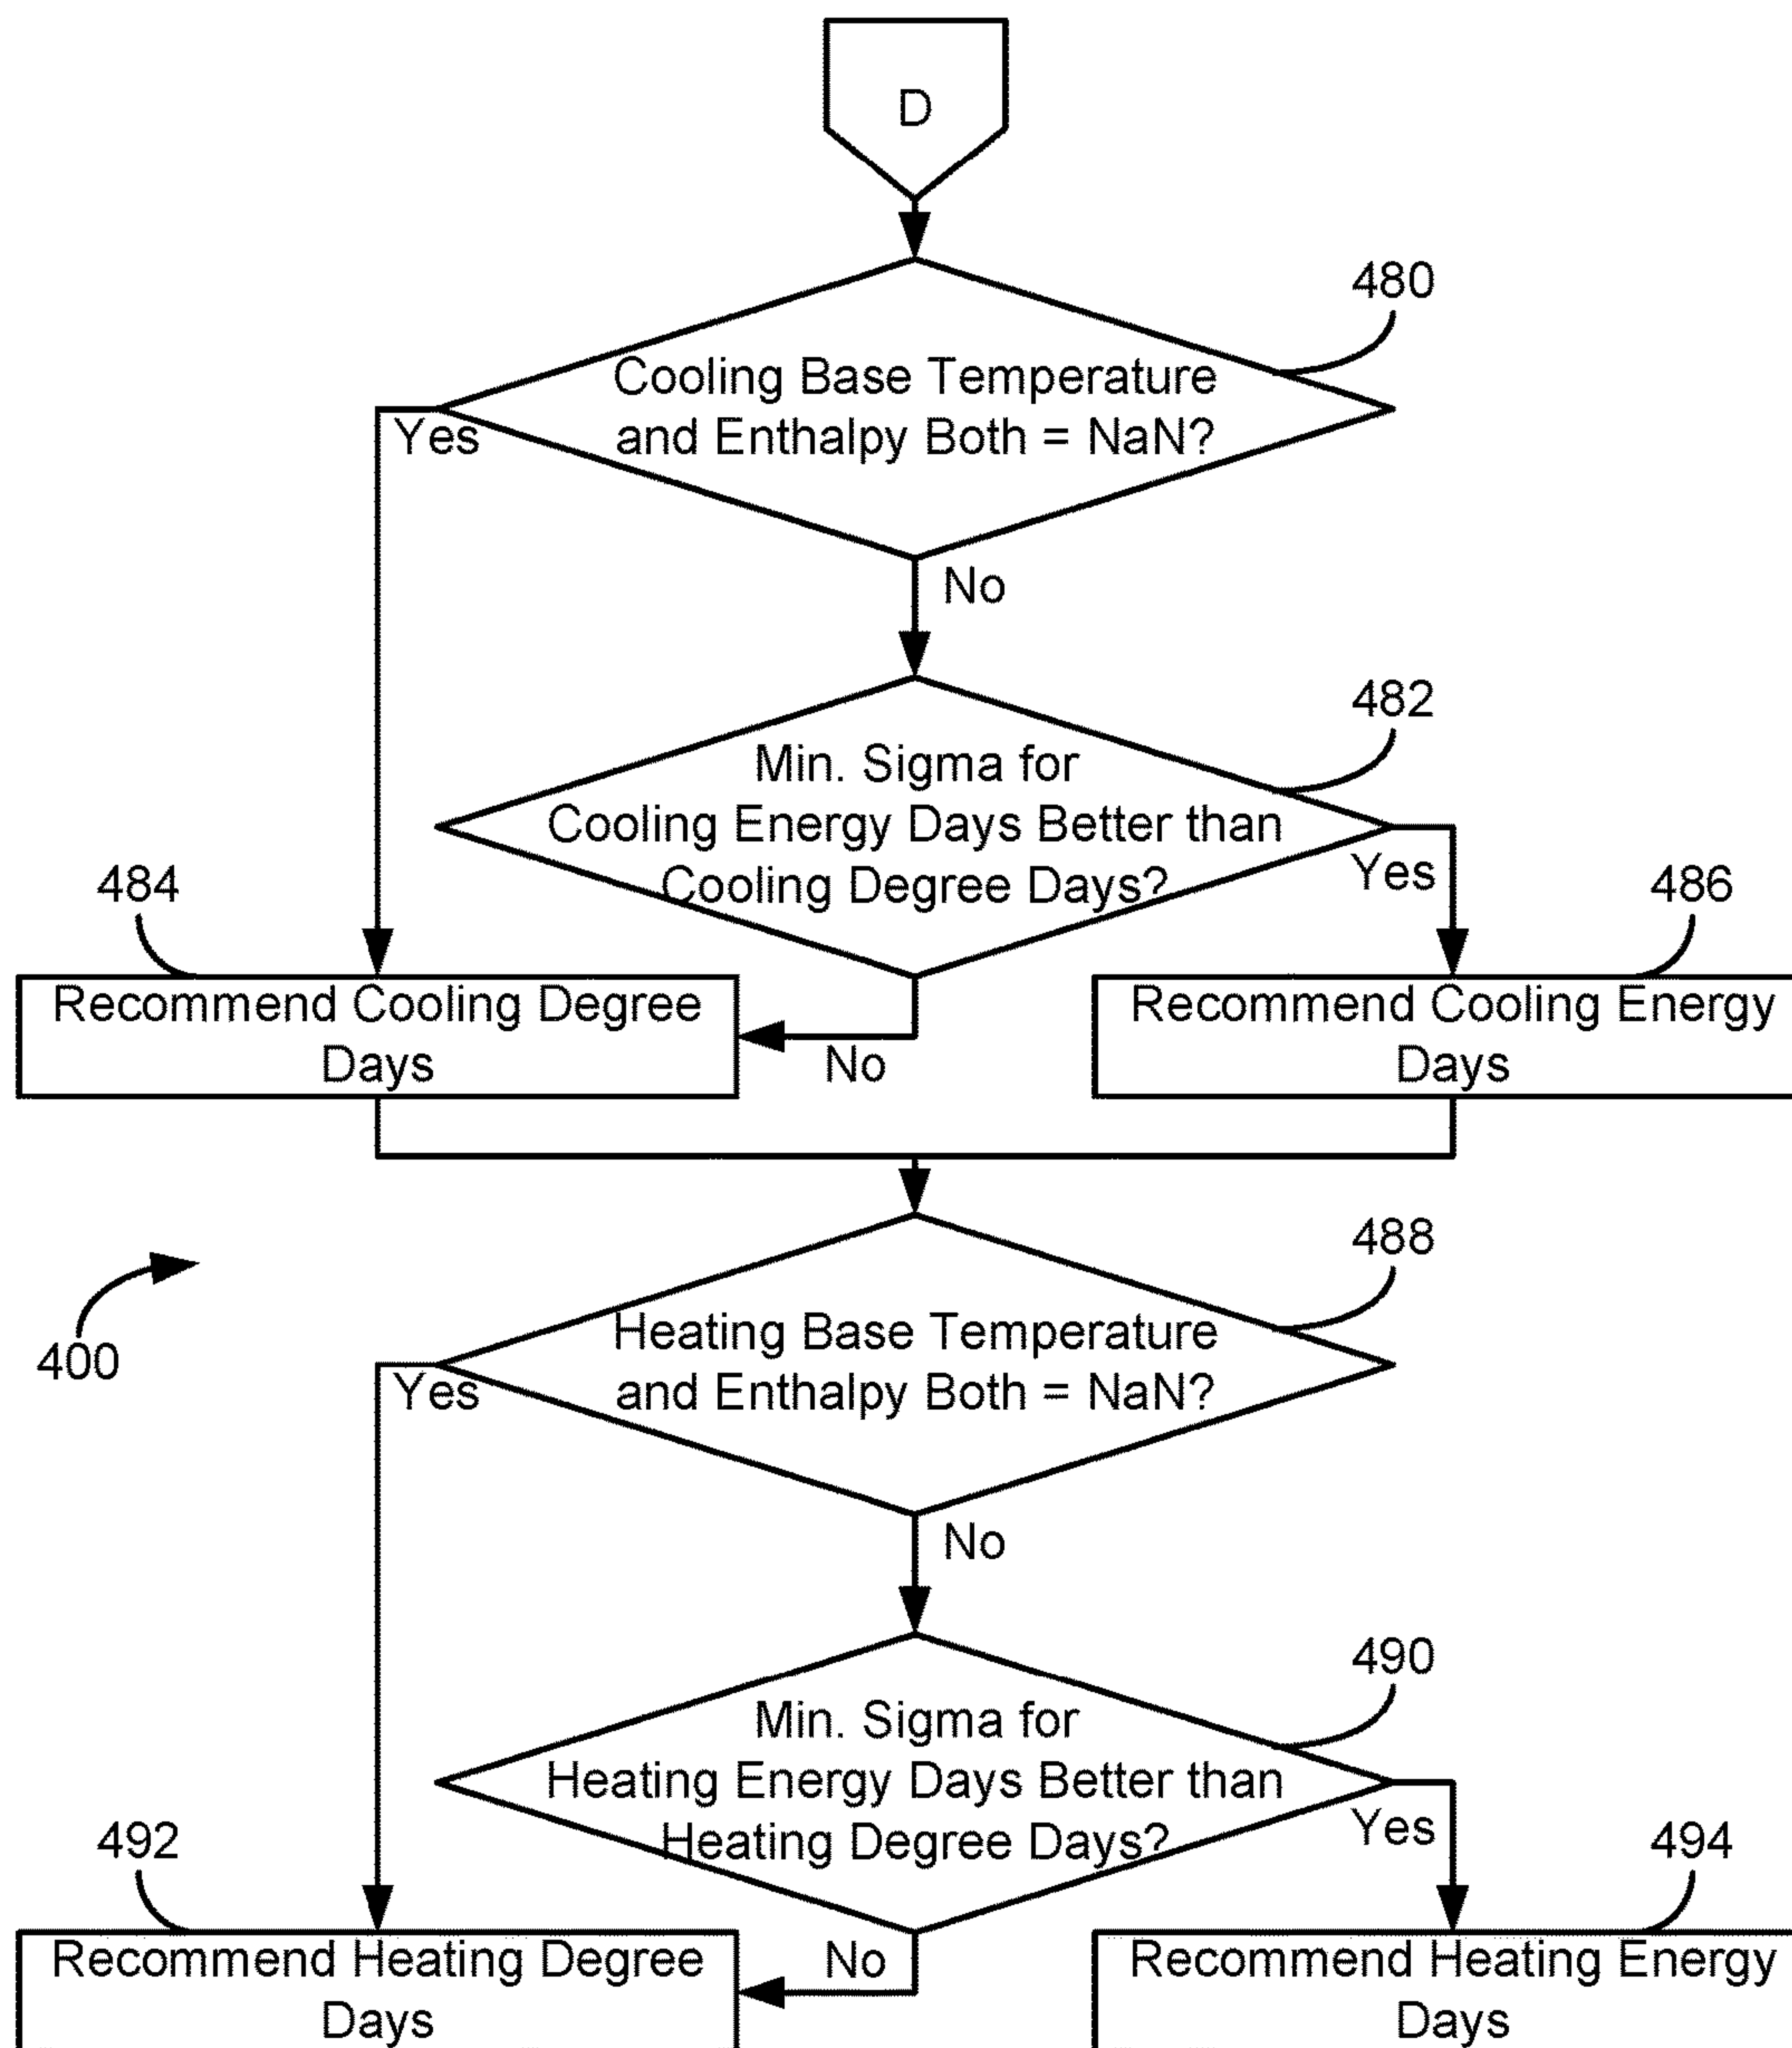 D
480
Cooling Base Temperature
and Enthalpy Both = NaN?
Yes
No
482
Min. Sigma for
Cooling Energy Days Better than
Cooling Degree Days?
Yes
484
486
Recommend Cooling Degree
Days
No
Recommend Cooling Energy
Days
488
400
Heating Base Temperature
and Enthalpy Both = NaN?
Yes
No
490
Min. Sigma for
Heating Energy Days Better than
Heating Degree Days?
Yes
492
494
Recommend Heating Degree
Days
No
Recommend Heating Energy
Days